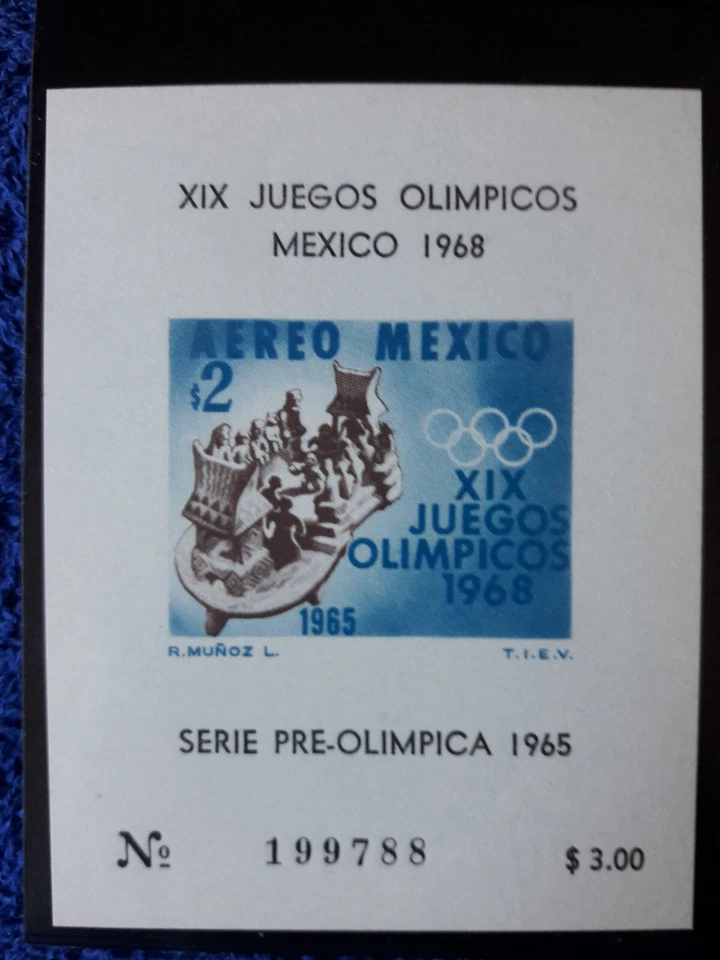 XIX JUEGOS OLIMPICOS
MEXICO 1968
AEREO MEXICO
$2
XIX
JUEGOS
OLIMPICOS
1968
1965
R.MUÑOZ L. T.I.E.V.
SERIE PRE-OLIMPICA 1965
Nº 199788 $ 3.00